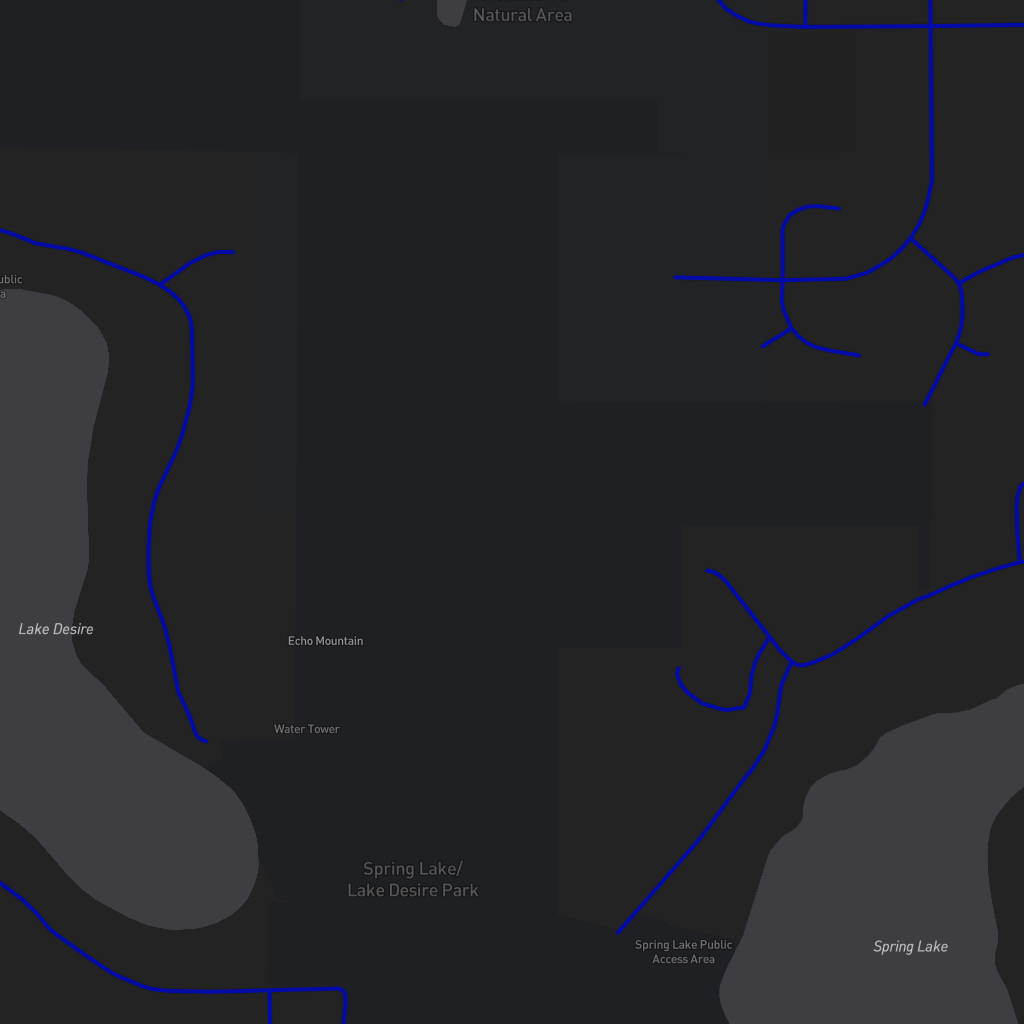 Natural Area
ublic
a
Lake Desire
Echo Mountain
Water Tower
Spring Lake/
Lake Desire Park
Spring Lake Public
Access Area
Spring Lake